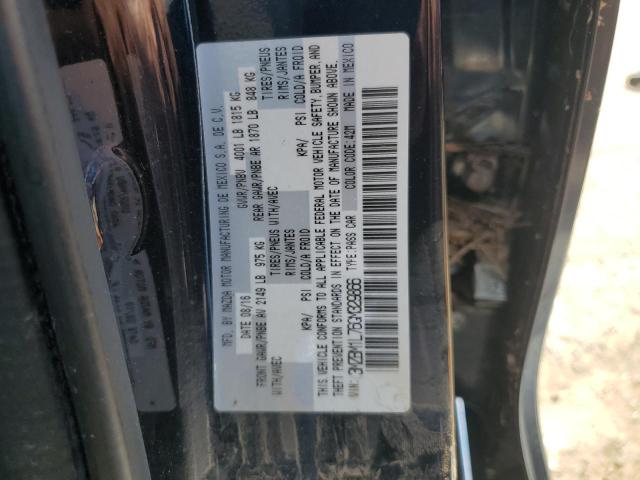 MFD. BY MAZDA MOTOR MANUFACTURING DE MEXICO S.A. DE C.V.
DATE 08/16 GVWR/PNBV 4001 LB 1815 KG
FRONT GAWR/PNBE AV 2149 LB 975 KG REAR GAWR/PNBE AR 1870 LB 848 KG
WITH/AVEC TIRES/PNEUS WITH/AVEC TIRES/PNEUS
RIMS/JANTES RIMS/JANTES
KPA/ PSI COLD/A FROID KPA/ PSI COLD/A FROID
THIS VEHICLE CONFORMS TO ALL APPLICABLE FEDERAL MOTOR VEHICLE SAFETY, BUMPER, AND
THEFT PREVENTION STANDARDS IN EFFECT ON THE DATE OF MANUFACTURE SHOWN ABOVE.
VIN: 3MZBM1L763M329866 TYPE:PASS CAR COLOR CODE:42M MADE IN MEXICO